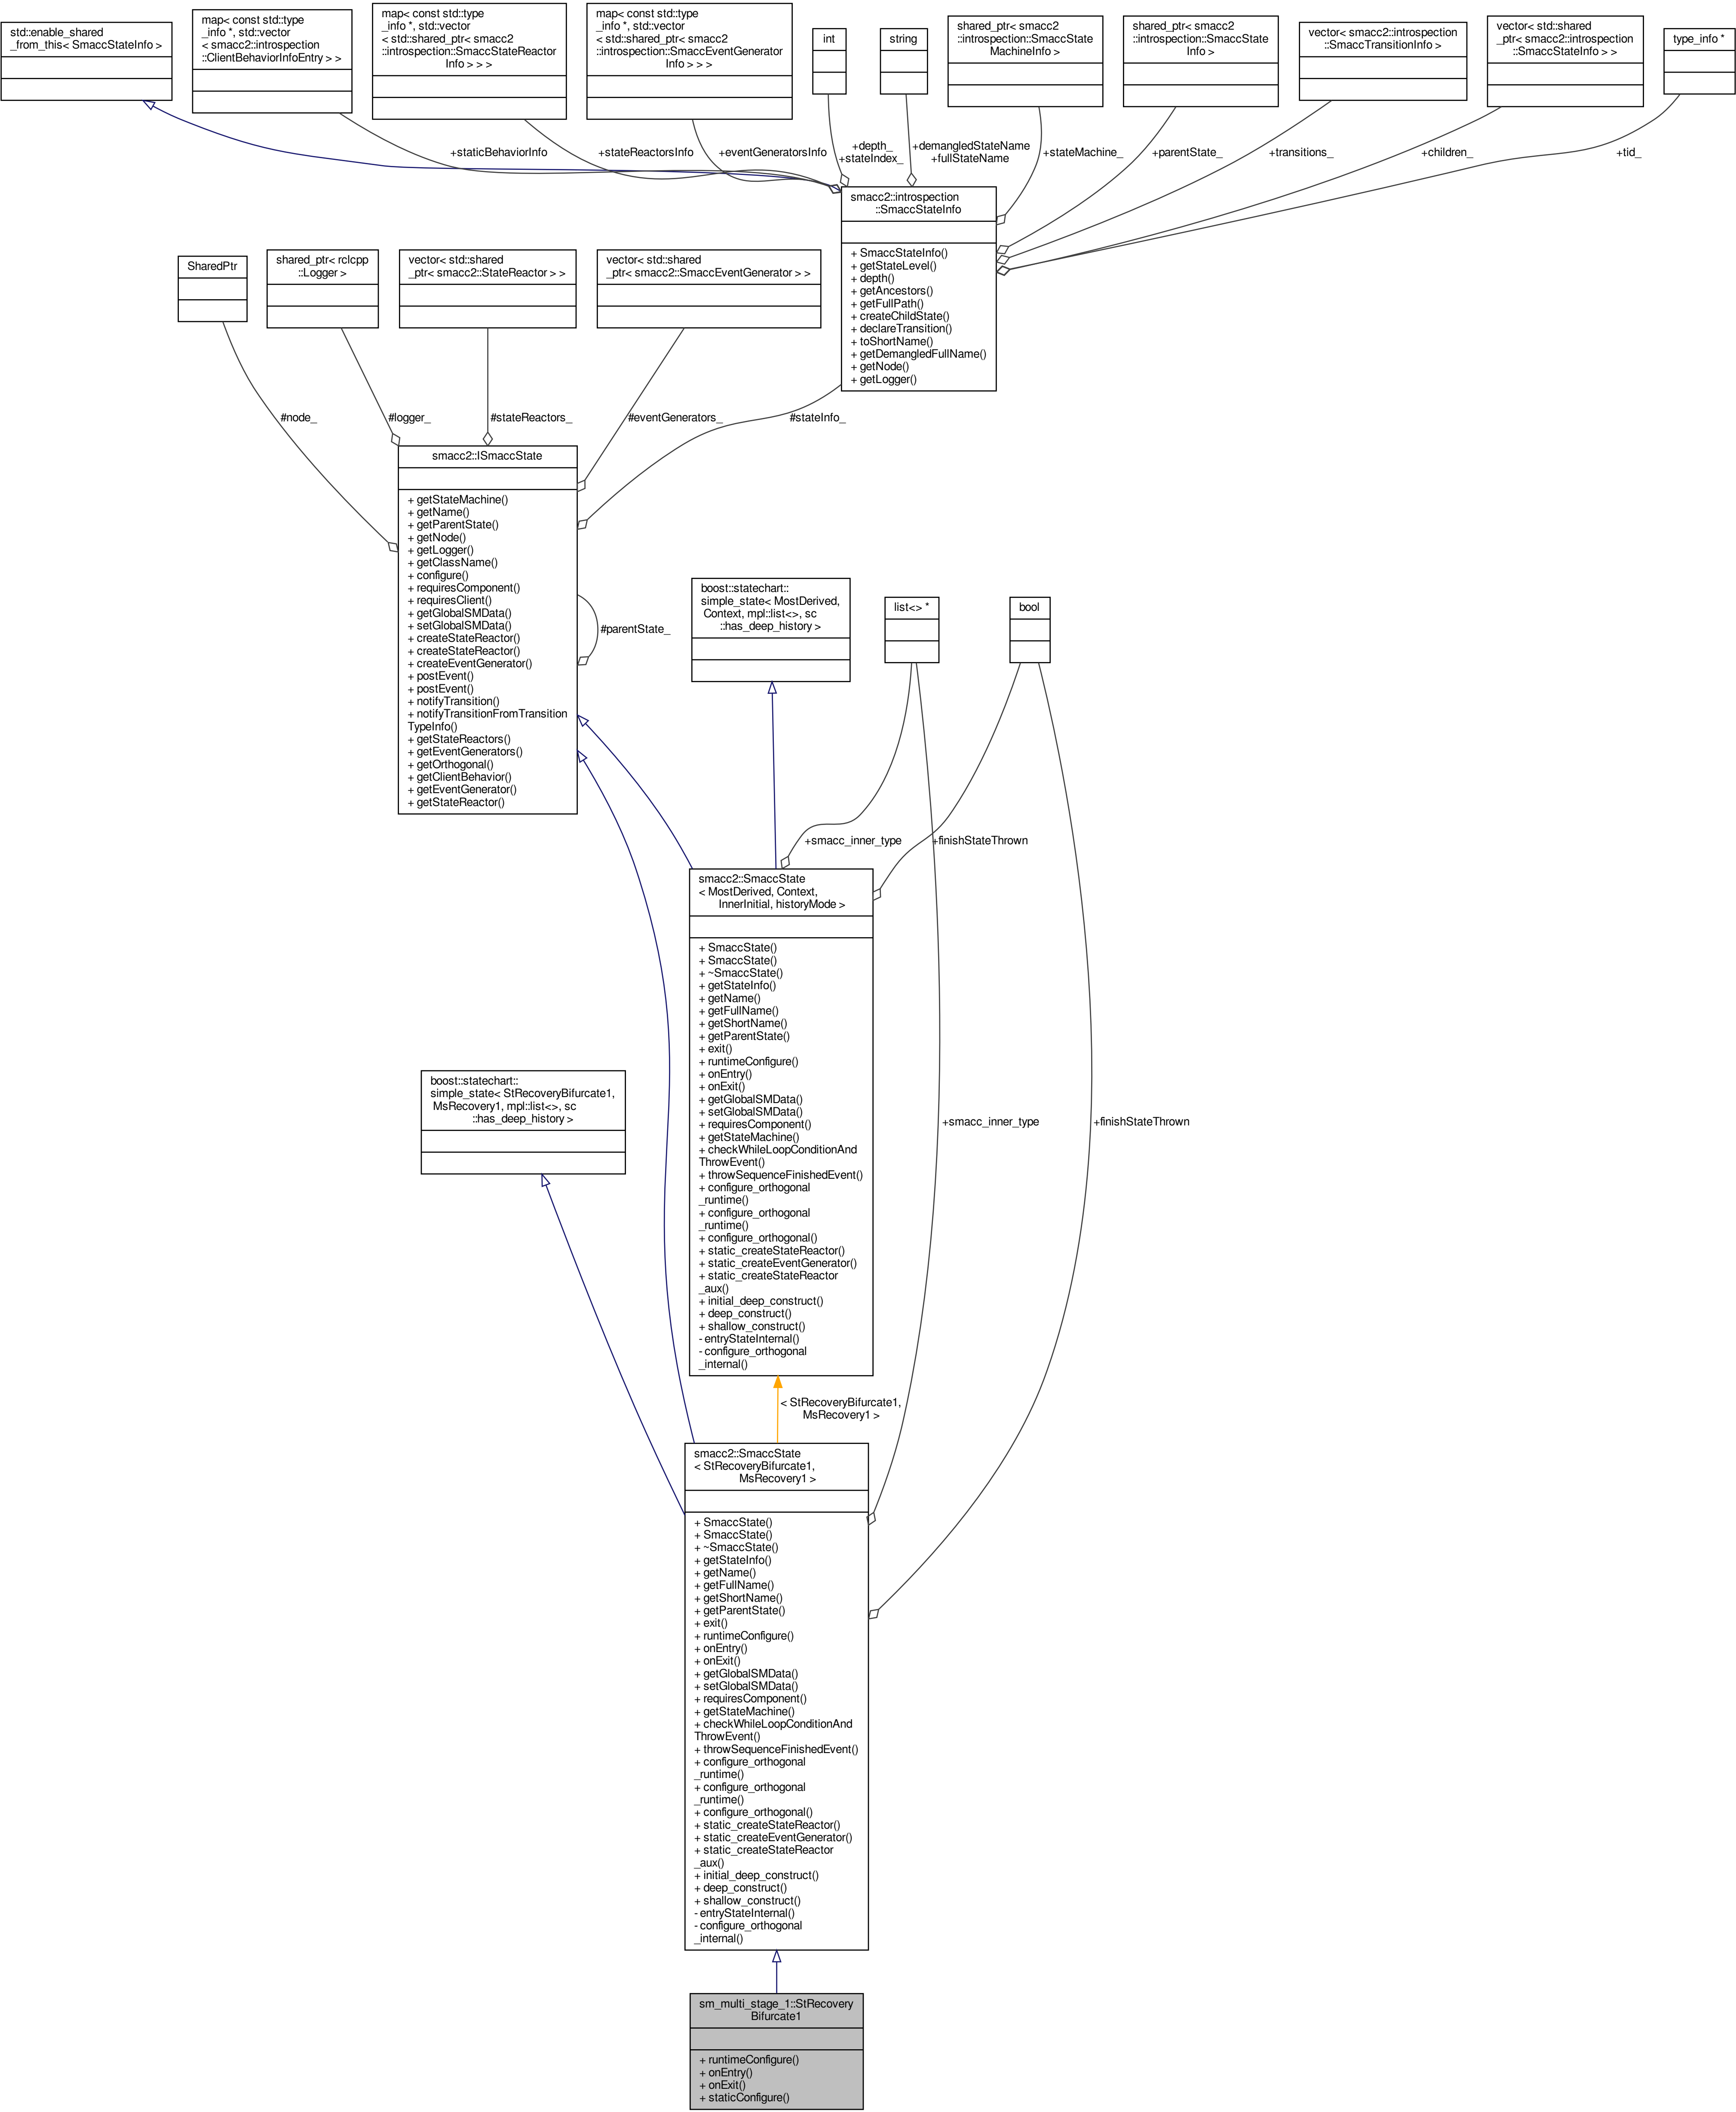 std::enable_shared
_from_this< SmaccStateInfo >
map< const std::type
_info *, std::vector
< smacc2::introspection
::ClientBehaviorInfoEntry > >
map< const std::type
_info *, std::vector
< std::shared_ptr< smacc2
::introspection::SmaccStateReactor
Info > > >
map< const std::type
_info *, std::vector
< std::shared_ptr< smacc2
::introspection::SmaccEventGenerator
Info > > >
int
string
shared_ptr< smacc2
::introspection::SmaccState
MachineInfo >
shared_ptr< smacc2
::introspection::SmaccState
Info >
vector< smacc2::introspection
::SmaccTransitionInfo >
vector< std::shared
_ptr< smacc2::introspection
::SmaccStateInfo > >
type_info *
+staticBehaviorInfo
+stateReactorsInfo
+eventGeneratorsInfo
+depth_
+stateIndex_
+demangledStateName
+fullStateName
+stateMachine_
+parentState_
+transitions_
+children_
+tid_
smacc2::introspection
::SmaccStateInfo
+ SmaccStateInfo()
+ getStateLevel()
+ depth()
+ getAncestors()
+ getFullPath()
+ createChildState()
+ declareTransition()
+ toShortName()
+ getDemangledFullName()
+ getNode()
+ getLogger()
SharedPtr
shared_ptr< rclcpp
::Logger >
vector< std::shared
_ptr< smacc2::StateReactor > >
vector< std::shared
_ptr< smacc2::SmaccEventGenerator > >
#node_
#logger_
#stateReactors_
#eventGenerators_
#stateInfo_
smacc2::ISmaccState
+ getStateMachine()
+ getName()
+ getParentState()
+ getNode()
+ getLogger()
+ getClassName()
+ configure()
+ requiresComponent()
+ requiresClient()
+ getGlobalSMData()
+ setGlobalSMData()
+ createStateReactor()
+ createStateReactor()
+ createEventGenerator()
+ postEvent()
+ postEvent()
+ notifyTransition()
+ notifyTransitionFromTransition
TypeInfo()
+ getStateReactors()
+ getEventGenerators()
+ getOrthogonal()
+ getClientBehavior()
+ getEventGenerator()
+ getStateReactor()
#parentState_
boost::statechart::
simple_state< MostDerived,
Context, mpl::list<>, sc
::has_deep_history >
list<> *
bool
+smacc_inner_type
+finishStateThrown
smacc2::SmaccState
< MostDerived, Context,
InnerInitial, historyMode >
+ SmaccState()
+ SmaccState()
+ ~SmaccState()
+ getStateInfo()
+ getName()
+ getFullName()
+ getShortName()
+ getParentState()
+ exit()
+ runtimeConfigure()
+ onEntry()
+ onExit()
+ getGlobalSMData()
+ setGlobalSMData()
+ requiresComponent()
+ getStateMachine()
+ checkWhileLoopConditionAnd
ThrowEvent()
+ throwSequenceFinishedEvent()
+ configure_orthogonal
_runtime()
+ configure_orthogonal
_runtime()
+ configure_orthogonal()
+ static_createStateReactor()
+ static_createEventGenerator()
+ static_createStateReactor
_aux()
+ initial_deep_construct()
+ deep_construct()
+ shallow_construct()
- entryStateInternal()
- configure_orthogonal
_internal()
boost::statechart::
simple_state< StRecoveryBifurcate1,
MsRecovery1, mpl::list<>, sc
::has_deep_history >
+smacc_inner_type
+finishStateThrown
< StRecoveryBifurcate1,
MsRecovery1 >
smacc2::SmaccState
< StRecoveryBifurcate1,
MsRecovery1 >
+ SmaccState()
+ SmaccState()
+ ~SmaccState()
+ getStateInfo()
+ getName()
+ getFullName()
+ getShortName()
+ getParentState()
+ exit()
+ runtimeConfigure()
+ onEntry()
+ onExit()
+ getGlobalSMData()
+ setGlobalSMData()
+ requiresComponent()
+ getStateMachine()
+ checkWhileLoopConditionAnd
ThrowEvent()
+ throwSequenceFinishedEvent()
+ configure_orthogonal
_runtime()
+ configure_orthogonal
_runtime()
+ configure_orthogonal()
+ static_createStateReactor()
+ static_createEventGenerator()
+ static_createStateReactor
_aux()
+ initial_deep_construct()
+ deep_construct()
+ shallow_construct()
- entryStateInternal()
- configure_orthogonal
_internal()
sm_multi_stage_1::StRecovery
Bifurcate1
+ runtimeConfigure()
+ onEntry()
+ onExit()
+ staticConfigure()